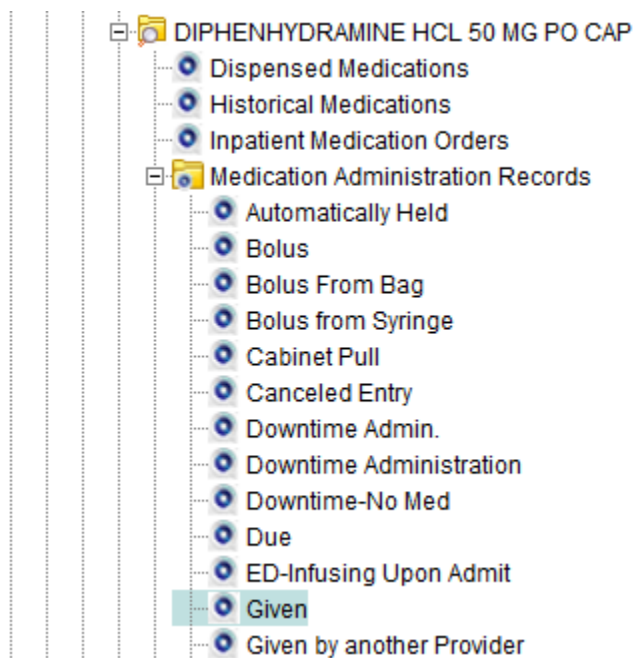 DIPHENHYDRAMINE HCL 50 MG PO CAP
Dispensed Medications
Historical Medications
Inpatient Medication Orders
Medication Administration Records
Automatically Held
Bolus
Bolus From Bag
Bolus from Syringe
Cabinet Pull
Canceled Entry
Downtime Admin.
Downtime Administration
Downtime-No Med
Due
ED-Infusing Upon Admit
Given
Given by another Provider